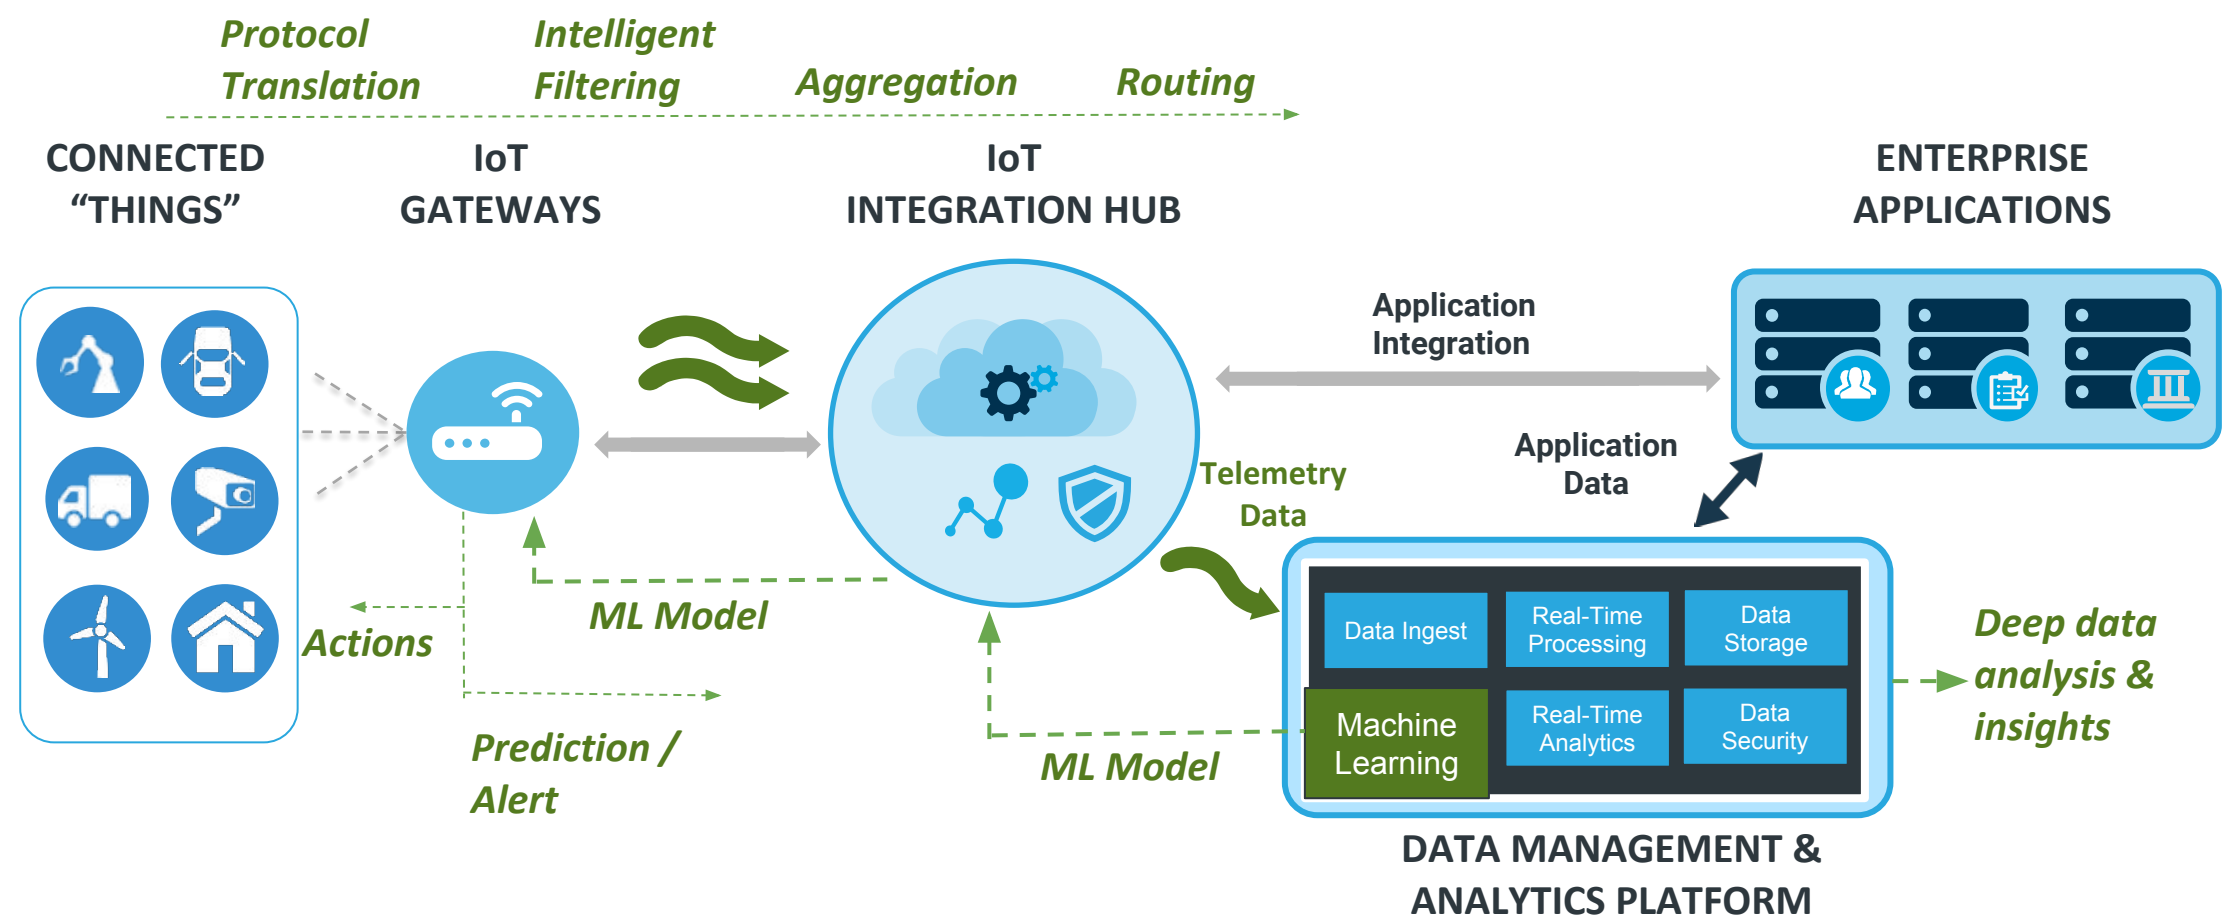 Protocol
Translation
Intelligent
Filtering
Aggregation
Routing
CONNECTED
“THINGS”
IoT
GATEWAYS
IoT
INTEGRATION HUB
ENTERPRISE
APPLICATIONS
Application
Integration
Application
Data
Telemetry
Data
ML Model
Actions
Prediction /
Alert
ML Model
Data Ingest
Real-Time
Processing
Data
Storage
Machine
Learning
Real-Time
Analytics
Data
Security
Deep data
analysis &
insights
DATA MANAGEMENT &
ANALYTICS PLATFORM